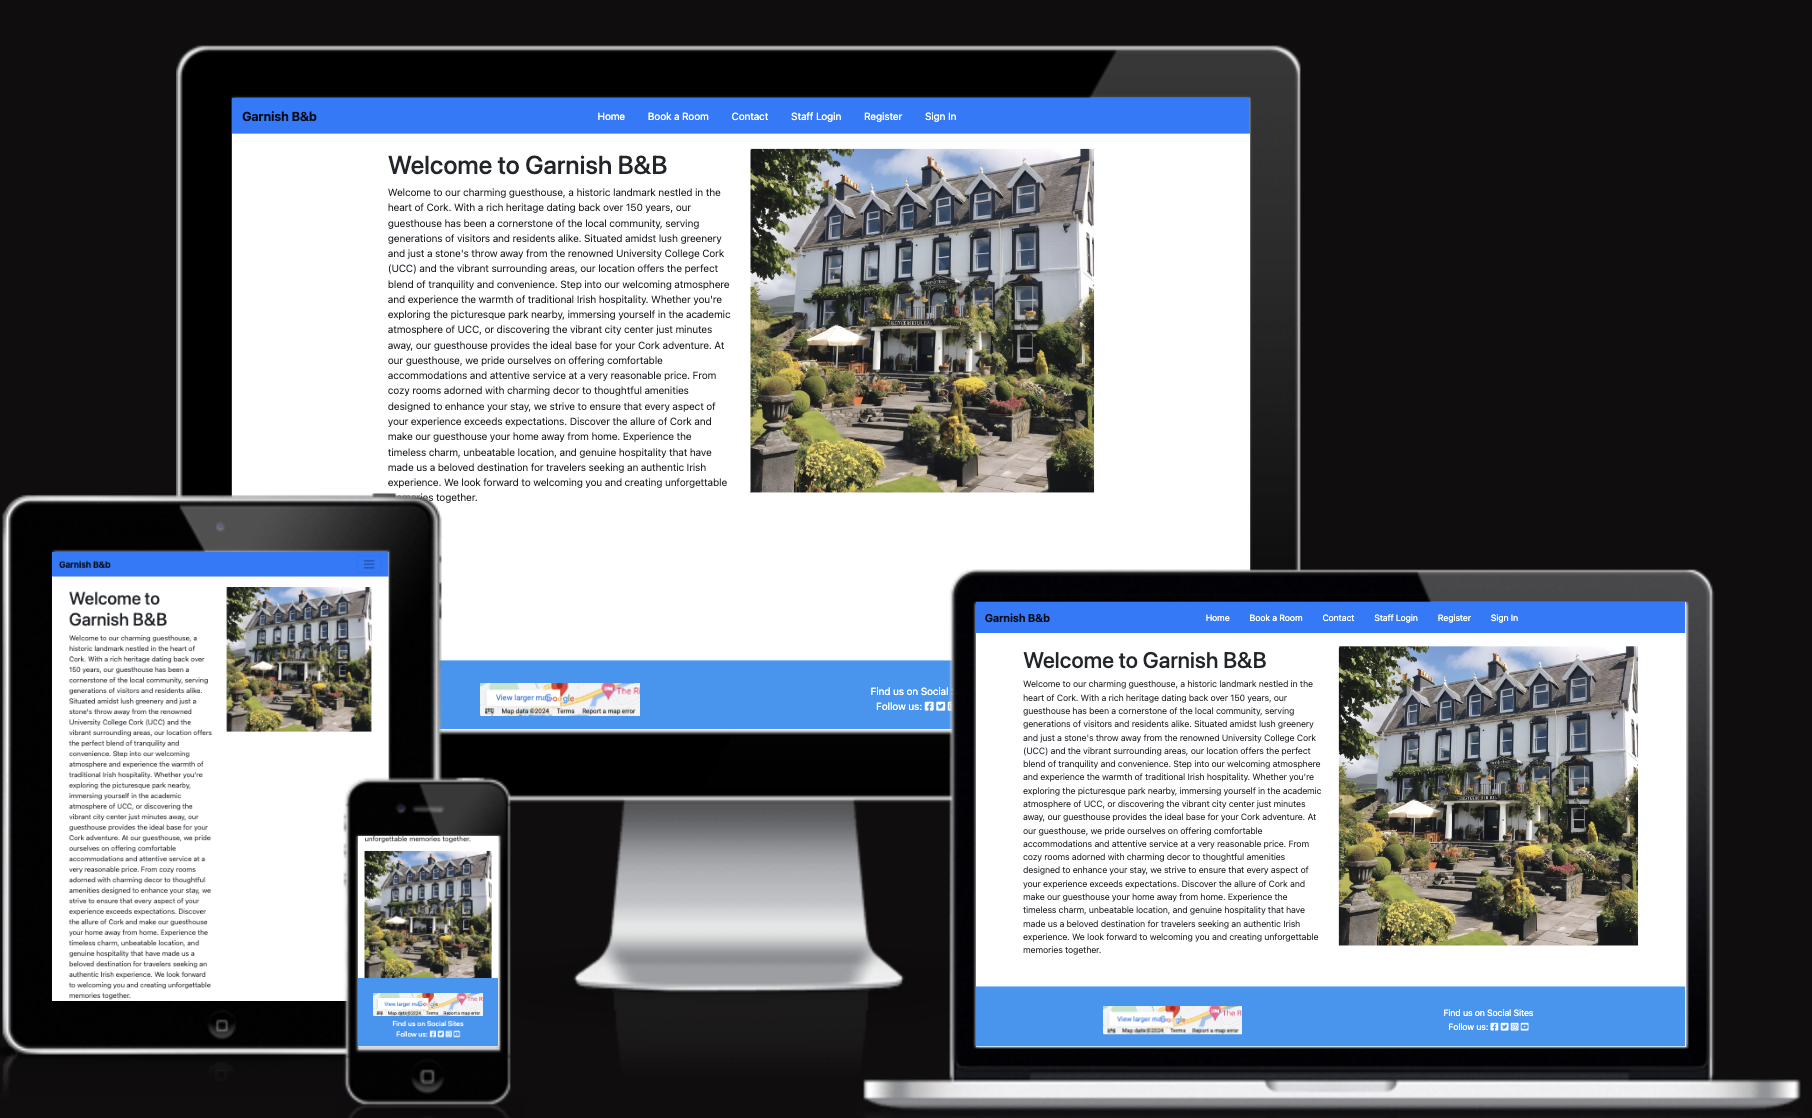 Garnish B&b
Home Book a Room Contact Staff Login Register Sign In
Welcome to Garnish B&B
Welcome to our charming guesthouse, a historic landmark nestled in the
heart of Cork. With a rich heritage dating back over 150 years, our
guesthouse has been a cornerstone of the local community, serving
generations of visitors and residents alike. Situated amidst lush greenery
and just a stone's throw away from the renowned University College Cork
(UCC) and the vibrant surrounding areas, our location offers the perfect
blend of tranquility and convenience. Step into our welcoming atmosphere
and experience the warmth of traditional Irish hospitality. Whether you're
exploring the picturesque park nearby, immersing yourself in the academic
atmosphere of UCC, or discovering the vibrant city center just minutes
away, our guesthouse provides the ideal base for your Cork adventure. At
our guesthouse, we pride ourselves on offering comfortable
accommodations and attentive service at a very reasonable price. From
cozy rooms adorned with charming decor to thoughtful amenities
designed to enhance your stay, we strive to ensure that every aspect of
your experience exceeds expectations. Discover the allure of Cork and
make our guesthouse your home away from home. Experience the
timeless charm, unbeatable location, and genuine hospitality that have
made us a beloved destination for travelers seeking an authentic Irish
experience. We look forward to welcoming you and creating unforgettable
memories together.
View larger map Google The R
Map data ©2024 Terms Report a map error
Find us on Social
Follow us:
Garnish B&b
Welcome to
Garnish B&B
Welcome to our charming guesthouse, a
historic landmark nestled in the heart of
Cork. With a rich heritage dating back over
150 years, our guesthouse has been a
cornerstone of the local community, serving
generations of visitors and residents alike.
Situated amidst lush greenery and just a
stone's throw away from the renowned
University College Cork (UCC) and the
vibrant surrounding areas, our location offers
the perfect blend of tranquility and
convenience. Step into our welcoming
atmosphere and experience the warmth of
traditional Irish hospitality. Whether you're
exploring the picturesque park nearby,
immersing yourself in the academic
atmosphere of UCC, or discovering the
vibrant city center just minutes away, our
guesthouse provides the ideal base for your
Cork adventure. At our guesthouse, we pride
ourselves on offering comfortable
accommodations and attentive service at a
very reasonable price. From cozy rooms
adorned with charming decor to thoughtful
amenities designed to enhance your stay, we
strive to ensure that every aspect of your
experience exceeds expectations. Discover
the allure of Cork and make our guesthouse
your home away from home. Experience the
timeless charm, unbeatable location, and
genuine hospitality that have made us a
beloved destination for travelers seeking an
authentic Irish experience. We look forward
to welcoming you and creating unforgettable
memories together.
unforgettable memories together.
View larger map Google The R
Map data ©2024 Terms Report a map error
Find us on Social Sites
Follow us:
Garnish B&b
Home Book a Room Contact Staff Login Register Sign In
Welcome to Garnish B&B
Welcome to our charming guesthouse, a historic landmark nestled in the
heart of Cork. With a rich heritage dating back over 150 years, our
guesthouse has been a cornerstone of the local community, serving
generations of visitors and residents alike. Situated amidst lush greenery
and just a stone's throw away from the renowned University College Cork
(UCC) and the vibrant surrounding areas, our location offers the perfect
blend of tranquility and convenience. Step into our welcoming atmosphere
and experience the warmth of traditional Irish hospitality. Whether you're
exploring the picturesque park nearby, immersing yourself in the academic
atmosphere of UCC, or discovering the vibrant city center just minutes
away, our guesthouse provides the ideal base for your Cork adventure. At
our guesthouse, we pride ourselves on offering comfortable
accommodations and attentive service at a very reasonable price. From
cozy rooms adorned with charming decor to thoughtful amenities
designed to enhance your stay, we strive to ensure that every aspect of
your experience exceeds expectations. Discover the allure of Cork and
make our guesthouse your home away from home. Experience the
timeless charm, unbeatable location, and genuine hospitality that have
made us a beloved destination for travelers seeking an authentic Irish
experience. We look forward to welcoming you and creating unforgettable
memories together.
View larger map Google The R
Map data ©2024 Terms Report a map error
Find us on Social Sites
Follow us: